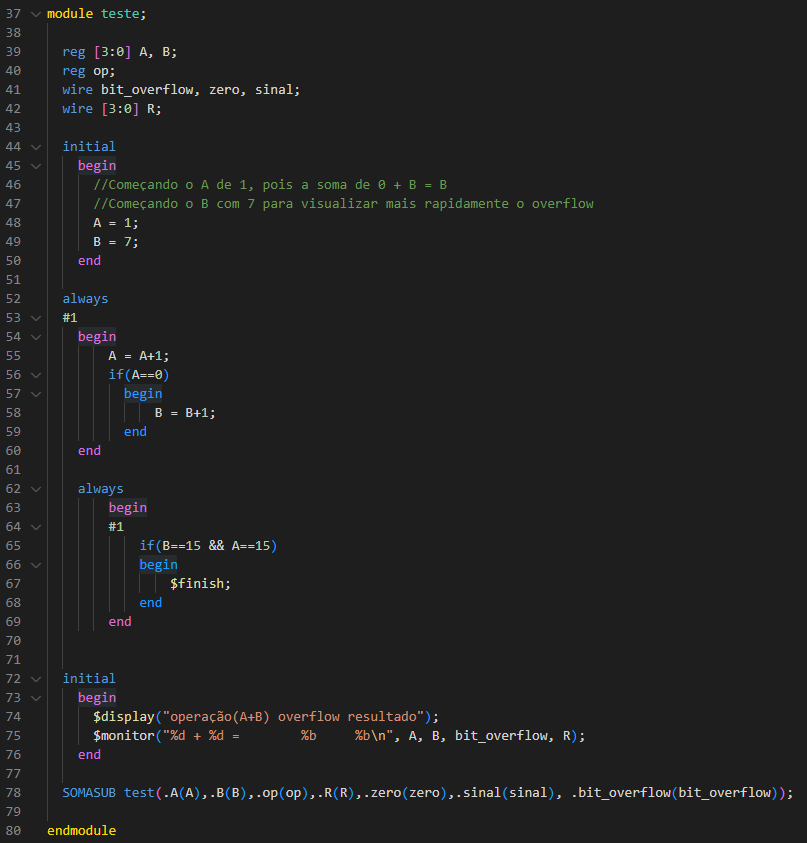 37 module teste;
38
39 reg [3:0] A, B;
40 reg op;
41 wire bit_overflow, zero, sinal;
42 wire [3:0] R;
43
44 initial
45 begin
46 //Começando o A de 1, pois a soma de 0 + B = B
47 //Começando o B com 7 para visualizar mais rapidamente o overflow
48 A = 1;
49 B = 7;
50 end
51
52 always
53 #1
54 begin
55 A = A+1;
56 if(A==0)
57 begin
58 B = B+1;
59 end
60 end
61
62 always
63 begin
64 #1
65 if(B==15 && A==15)
66 begin
67 $finish;
68 end
69 end
70
71
72 initial
73 begin
74 $display("operação(A+B) overflow resultado");
75 $monitor("%d + %d =        %b     %b\n", A, B, bit_overflow, R);
76 end
77
78 SOMASUB test(.A(A),.B(B),.op(op),.R(R),.zero(zero),.sinal(sinal), .bit_overflow(bit_overflow));
79
80 endmodule